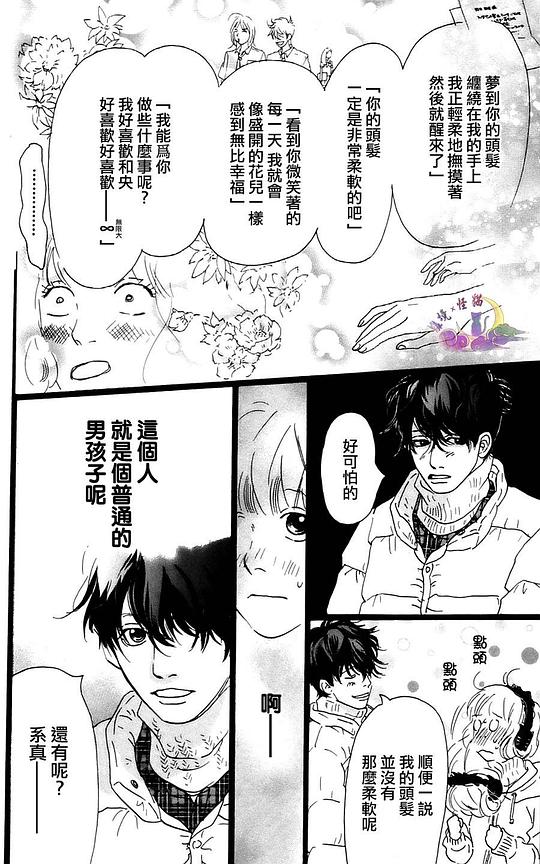 夢到你的頭髮
纏繞在我的手上
我正輕柔地撫摸著
然後就醒來了」
「你的頭髮
一定是非常柔軟的吧」
「看到你微笑著的
每一天 我就會
像盛開的花兒一樣
感到無比幸福」
「我能爲你
做些什麼事呢?
我好喜歡和央
好喜歡好喜歡
——∞」
無限大
………
怪猫
好可怕的
這個人
就是個普通的
男孩子呢
啊——
點頭
點頭
順便一說
我的頭髮
並沒有
那麼柔軟呢
還有呢?
系真——